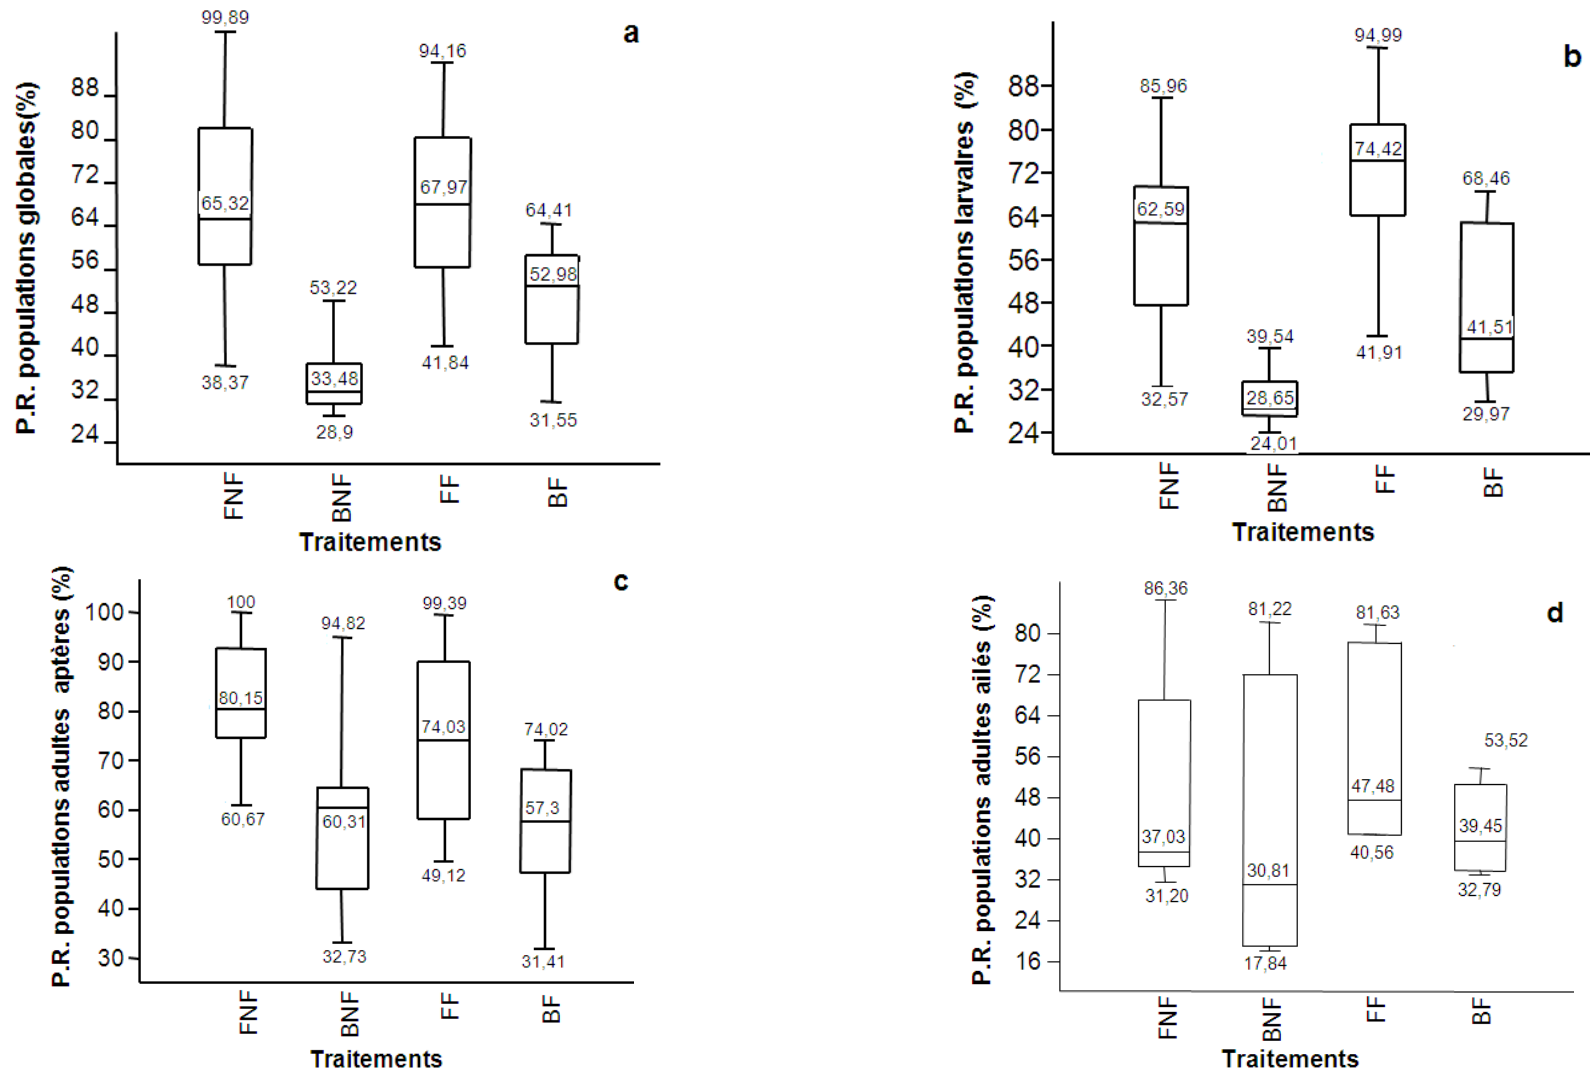 a
P.R. populations globales(%)
99,89
94,16
88
80
72
64
56
48
40
32
24
65,32
67,97
64,41
52,98
53,22
33,48
38,37
41,84
28,9
31,55
FNF
BNF
FF
BF
Traitements
b
P.R. populations larvaires (%)
94,99
85,96
88
80
72
64
56
48
40
32
24
74,42
68,46
62,59
39,54
41,51
41,91
32,57
28,65
29,97
24,01
FNF
BNF
FF
BF
Traitements
c
P.R. populations adultes aptères (%)
100
99,39
94,82
100
90
80
70
60
50
40
30
80,15
74,03
74,02
60,31
57,3
60,67
49,12
32,73
31,41
FNF
BNF
FF
BF
Traitements
d
P.R. populations adultes ailés (%)
86,36
81,22
81,63
80
72
64
56
48
40
32
24
16
53,52
47,48
37,03
39,45
40,56
30,81
31,20
32,79
17,84
FNF
BNF
FF
BF
Traitements